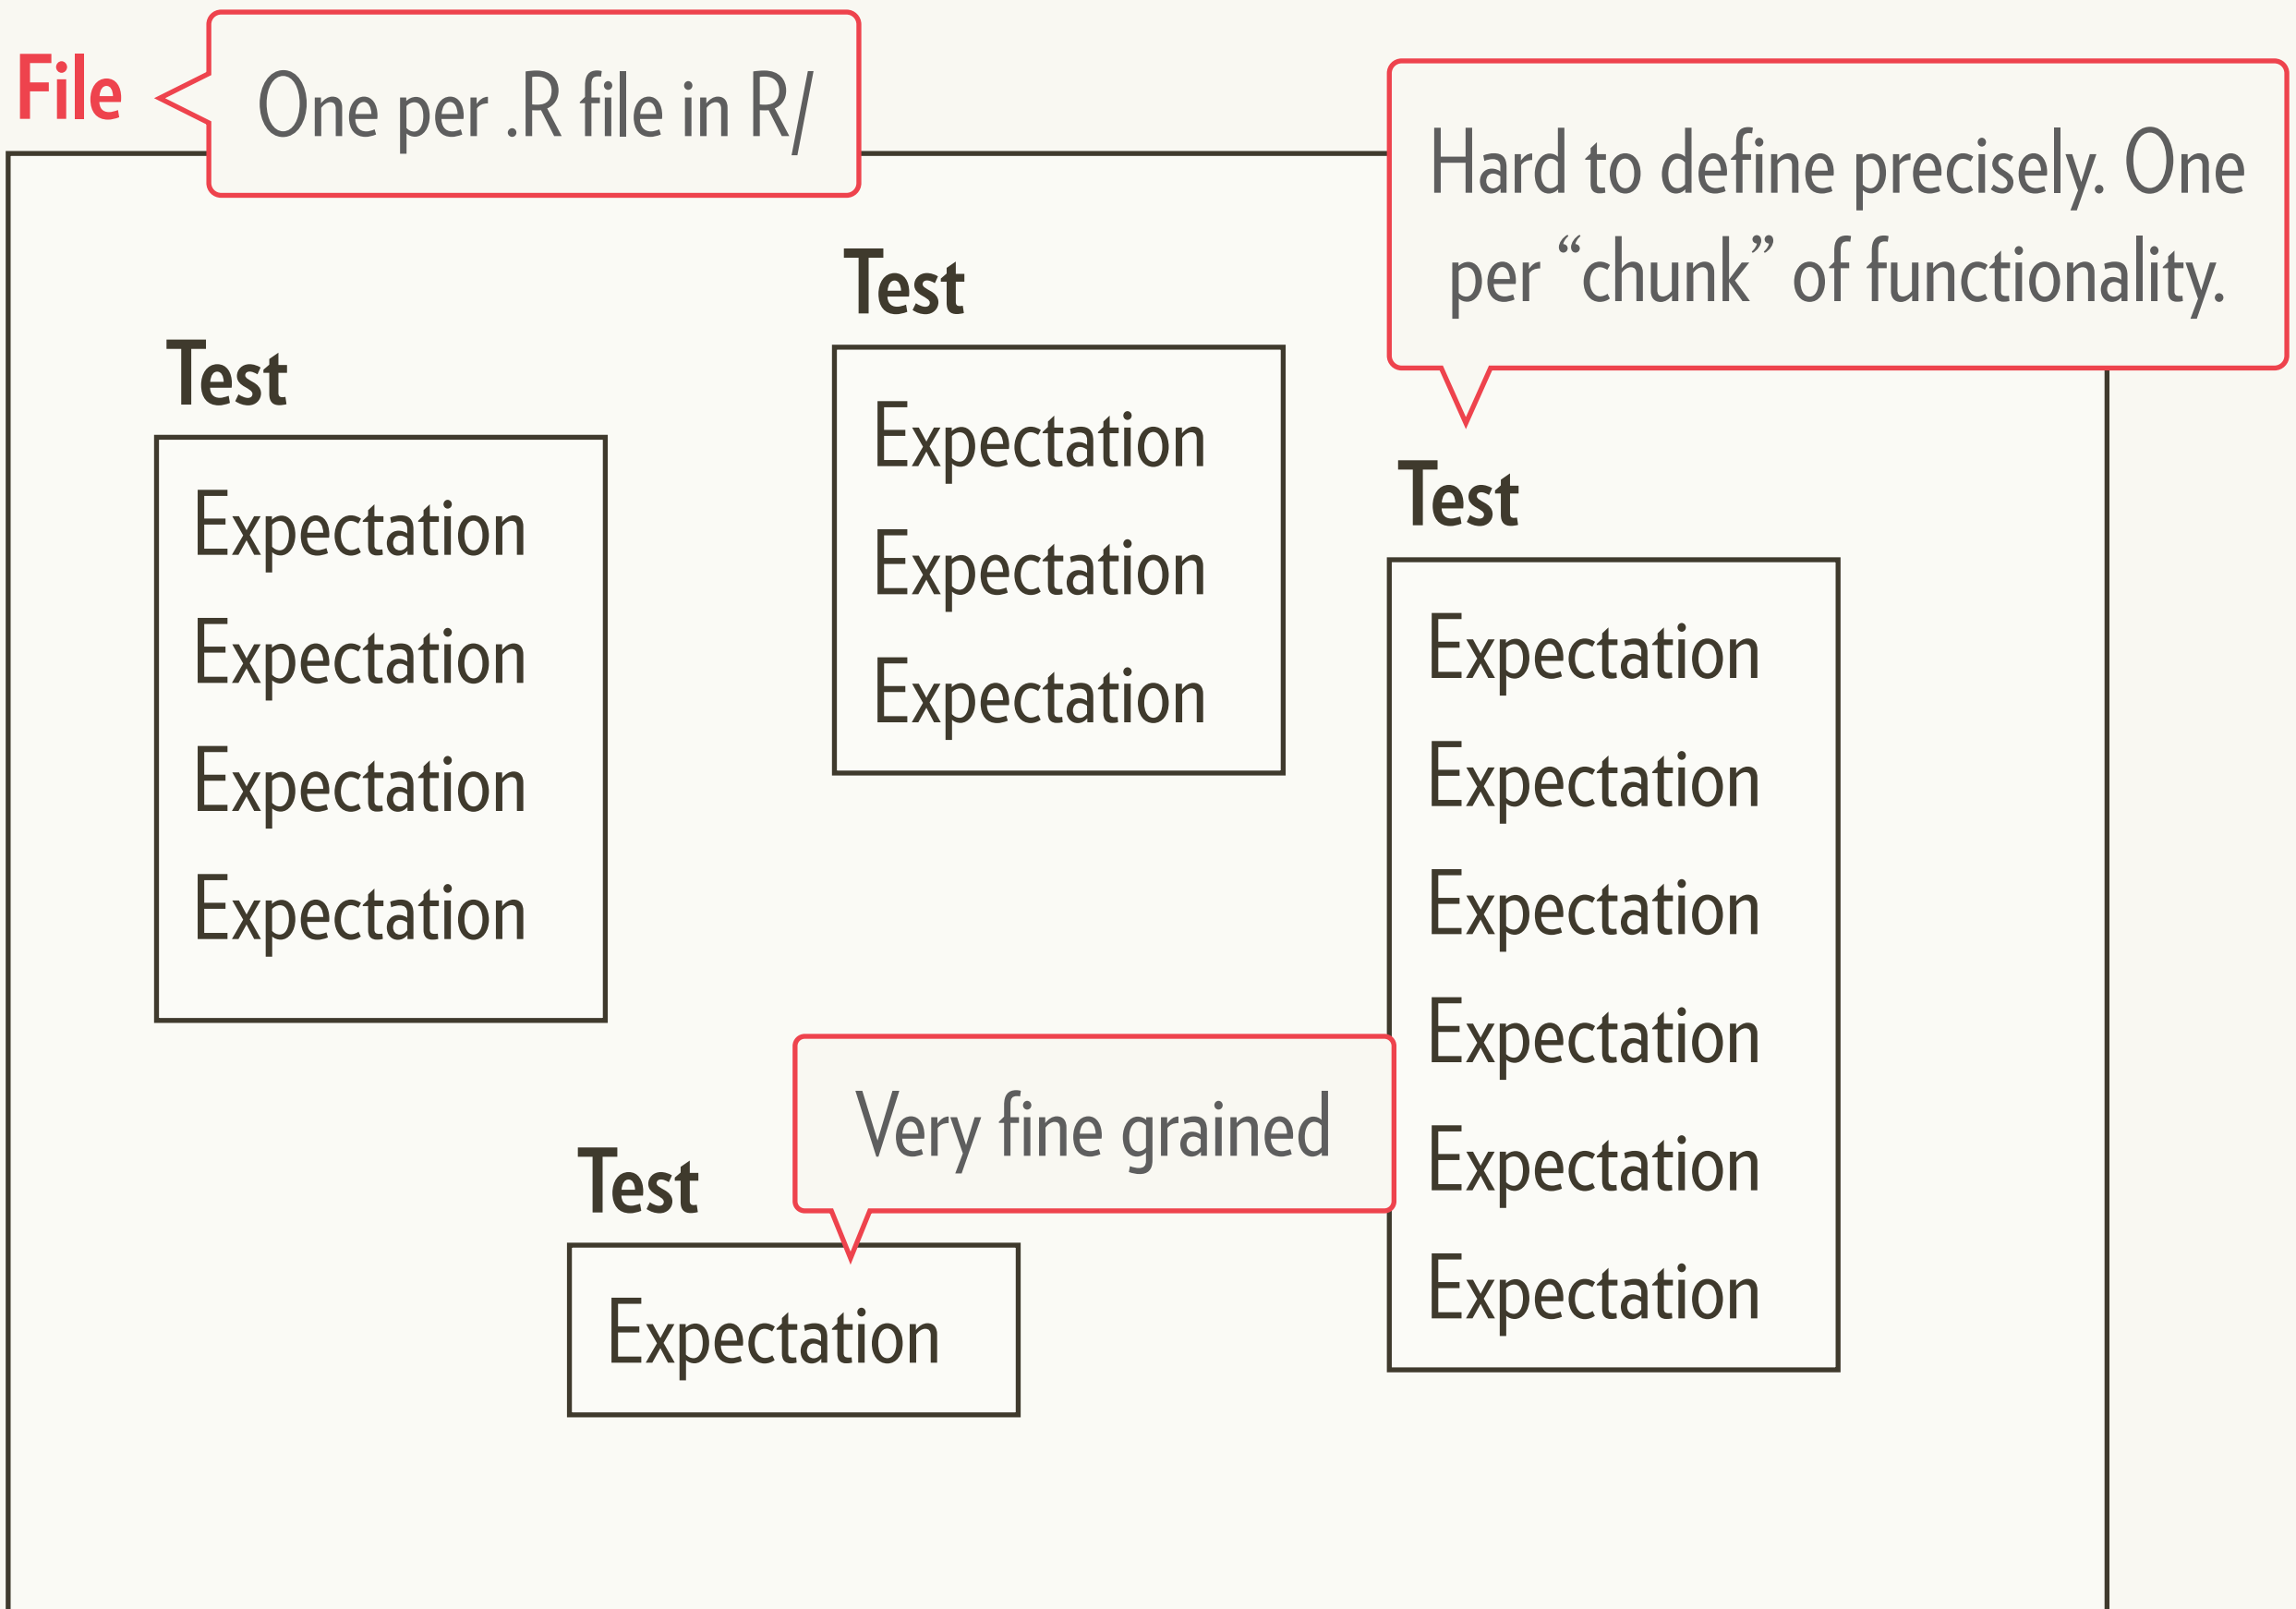 File
One per .R file in R/
Hard to define precisely. One
per “chunk” of functionality.
Test
Expectation
Expectation
Expectation
Expectation
Test
Expectation
Expectation
Expectation
Test
Expectation
Expectation
Expectation
Expectation
Expectation
Expectation
Very fine grained
Test
Expectation